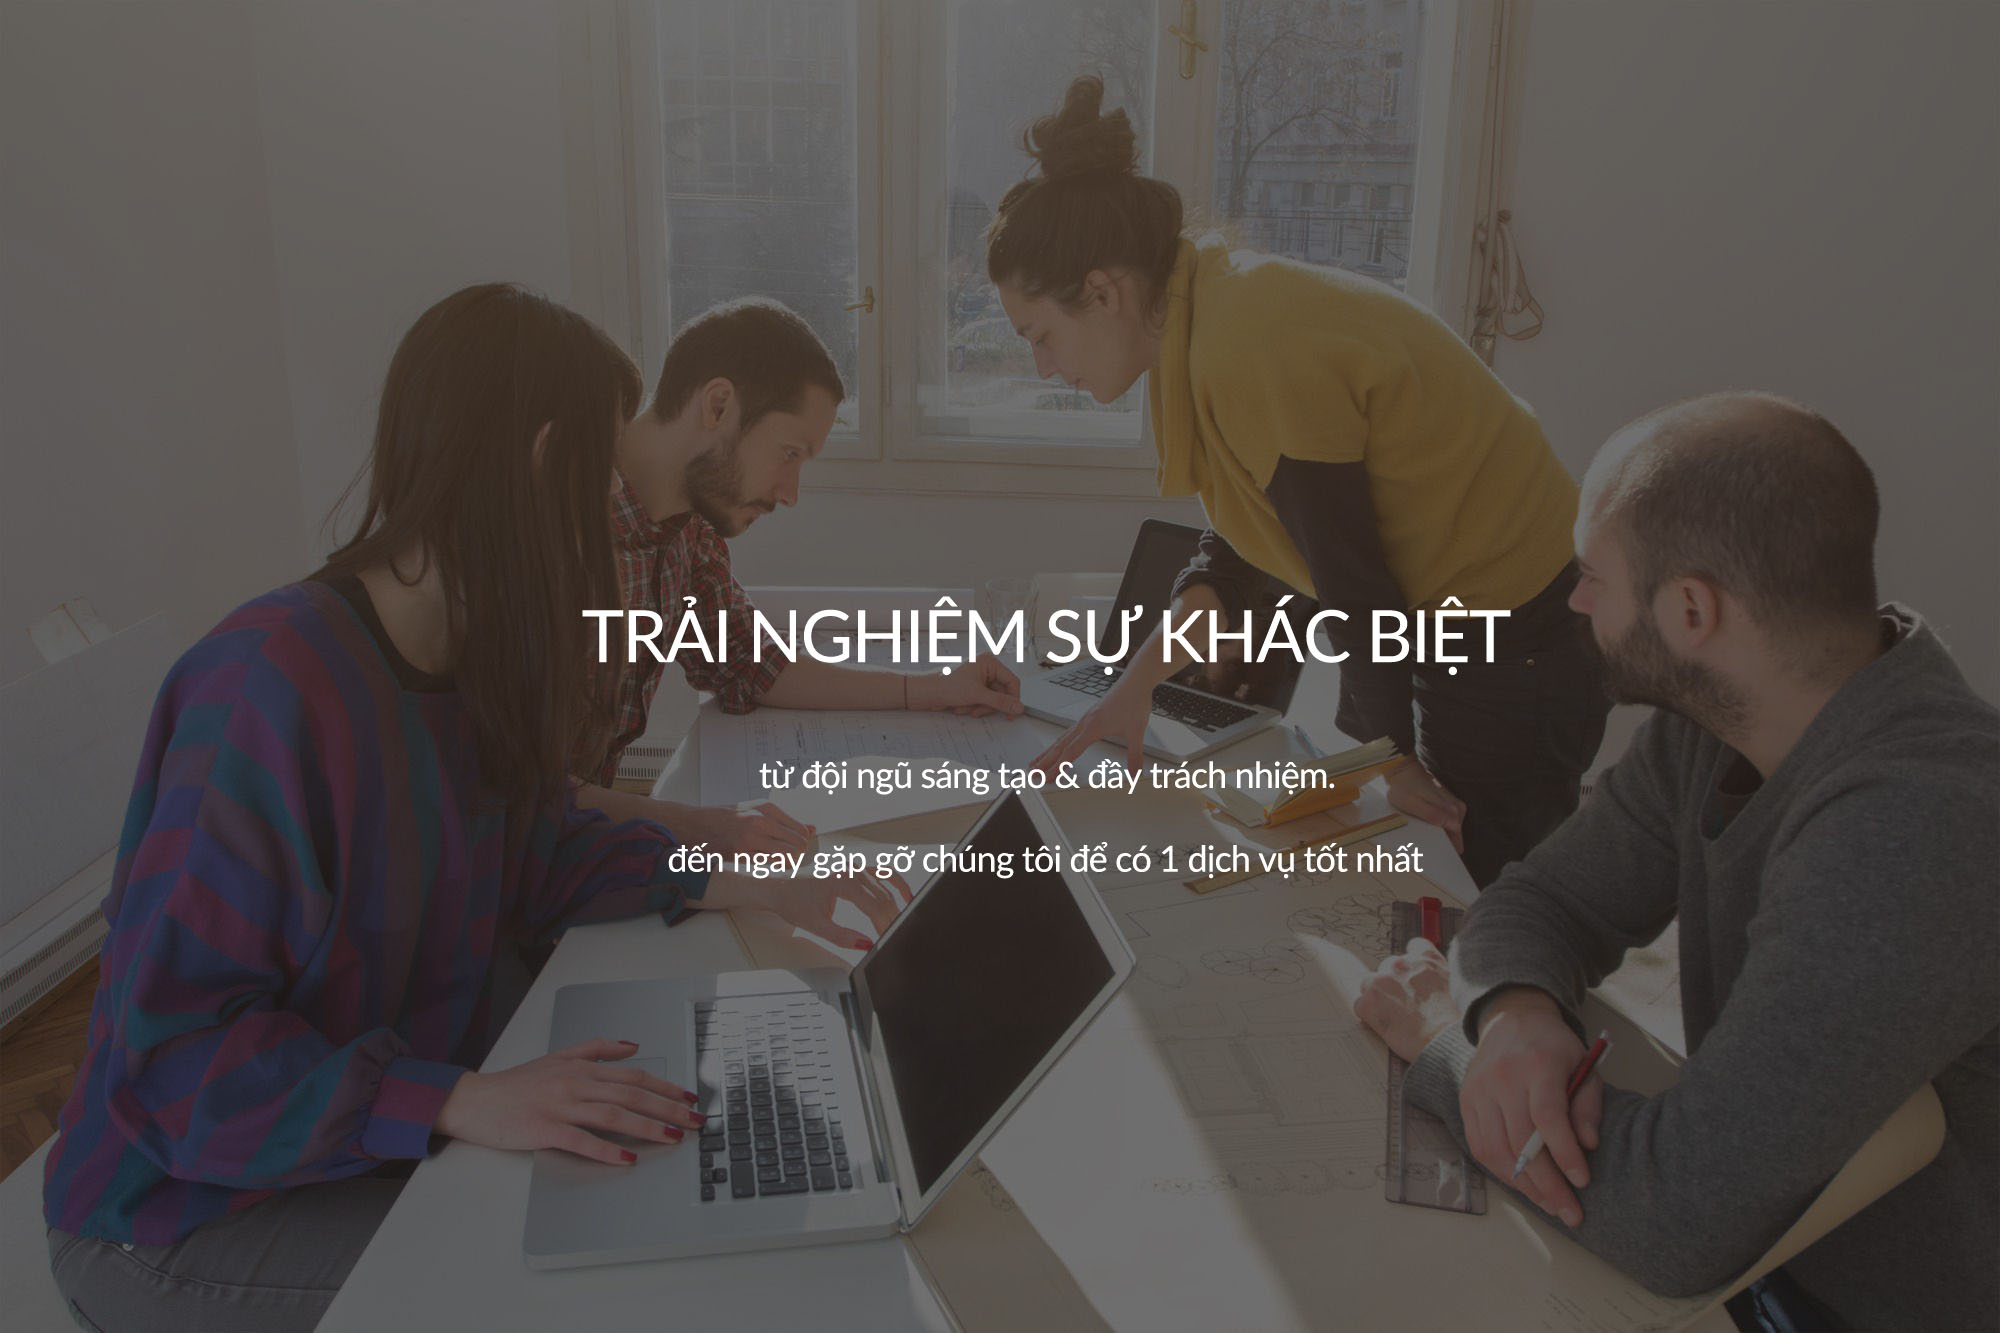 TRẢI NGHIỆM SỰ KHÁC BIỆT
từ đội ngũ sáng tạo & đầy trách nhiệm.
đến ngay gặp gỡ chúng tôi để có 1 dịch vụ tốt nhất